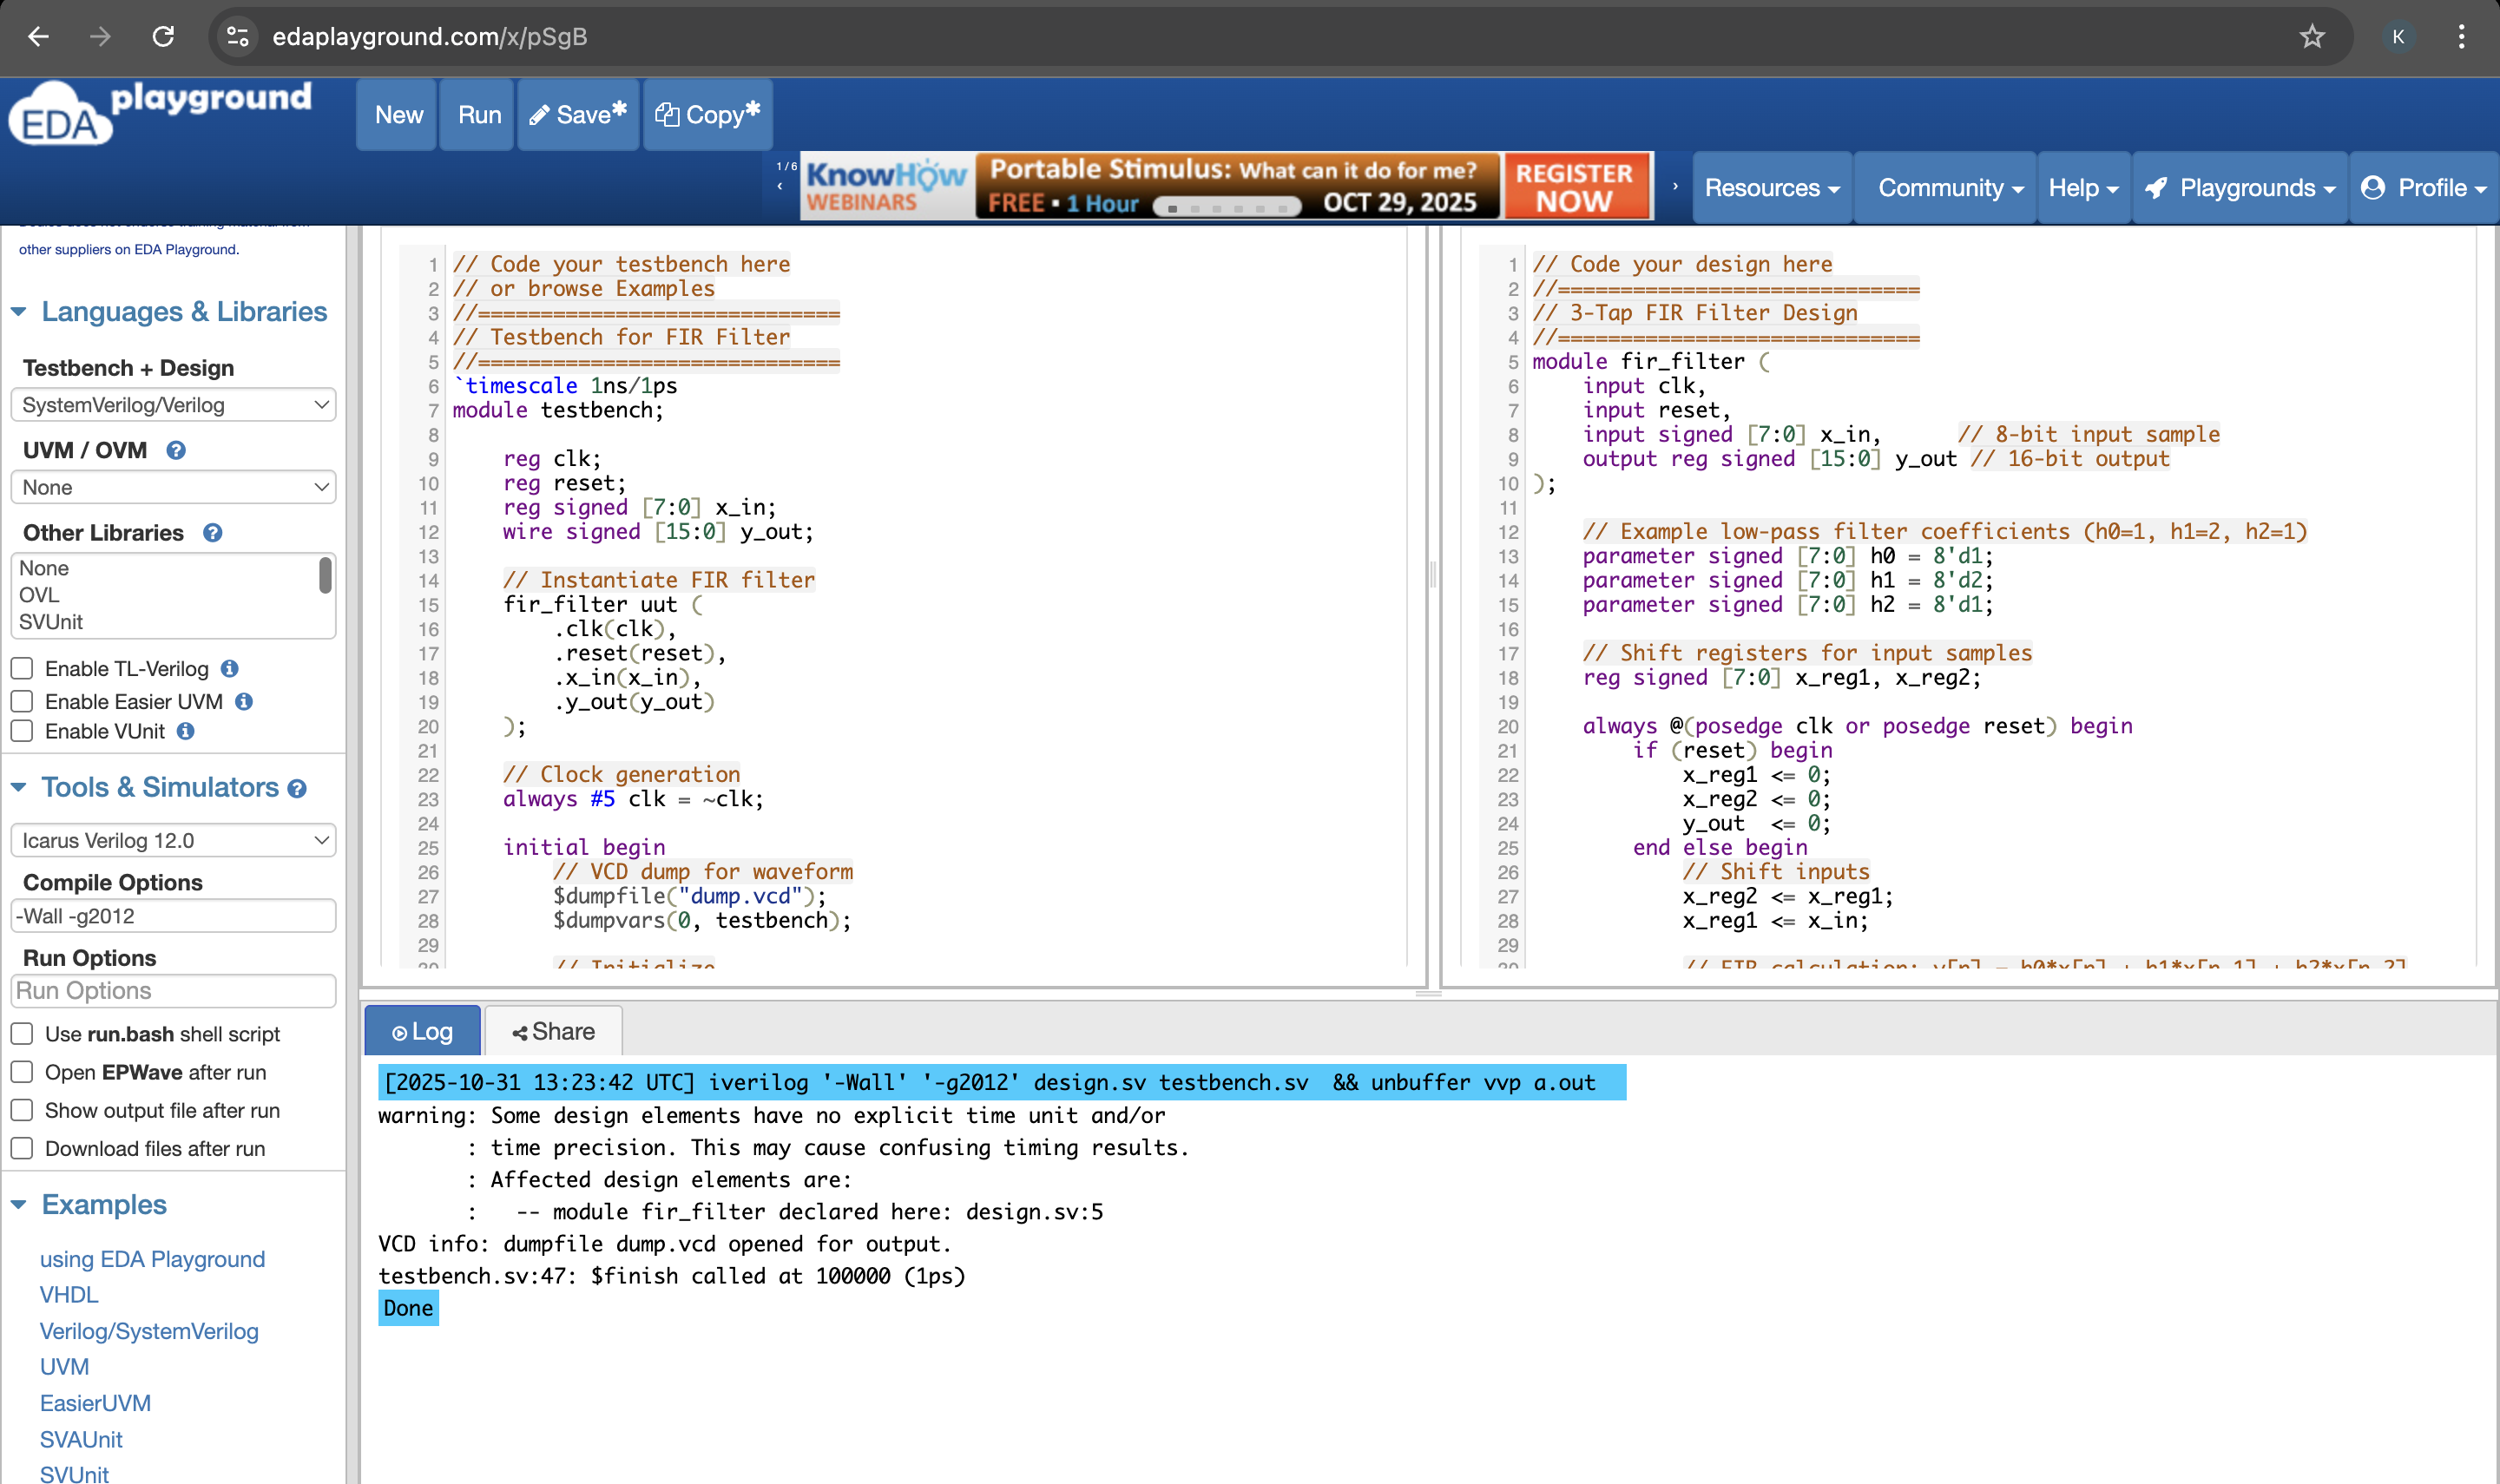 edaplayground.com/x/pSgB
K
EDA playground
New
Run
Save*
Copy*
1/6
KnowHow
WEBINARS
Portable Stimulus: What can it do for me?
FREE ▪ 1 Hour
OCT 29, 2025
REGISTER
NOW
Resources
Community
Help
Playgrounds
Profile
other suppliers on EDA Playground.
Languages & Libraries
Testbench + Design
SystemVerilog/Verilog
UVM / OVM
None
Other Libraries
None
OVL
SVUnit
Enable TL-Verilog
Enable Easier UVM
Enable VUnit
Tools & Simulators
Icarus Verilog 12.0
Compile Options
-Wall -g2012
Run Options
Run Options
Use run.bash shell script
Open EPWave after run
Show output file after run
Download files after run
Examples
using EDA Playground
VHDL
Verilog/SystemVerilog
UVM
EasierUVM
SVAUnit
SVUnit
1 // Code your testbench here
2 // or browse Examples
3 //=============================
4 // Testbench for FIR Filter
5 //=============================
6 `timescale 1ns/1ps
7 module testbench;
8
9     reg clk;
10     reg reset;
11     reg signed [7:0] x_in;
12     wire signed [15:0] y_out;
13
14     // Instantiate FIR filter
15     fir_filter uut (
16         .clk(clk),
17         .reset(reset),
18         .x_in(x_in),
19         .y_out(y_out)
20     );
21
22     // Clock generation
23     always #5 clk = ~clk;
24
25     initial begin
26         // VCD dump for waveform
27         $dumpfile("dump.vcd");
28         $dumpvars(0, testbench);
29
30         // Initialize
1 // Code your design here
2 //=============================
3 // 3-Tap FIR Filter Design
4 //=============================
5 module fir_filter (
6     input clk,
7     input reset,
8     input signed [7:0] x_in,      // 8-bit input sample
9     output reg signed [15:0] y_out // 16-bit output
10 );
11
12     // Example low-pass filter coefficients (h0=1, h1=2, h2=1)
13     parameter signed [7:0] h0 = 8'd1;
14     parameter signed [7:0] h1 = 8'd2;
15     parameter signed [7:0] h2 = 8'd1;
16
17     // Shift registers for input samples
18     reg signed [7:0] x_reg1, x_reg2;
19
20     always @(posedge clk or posedge reset) begin
21         if (reset) begin
22             x_reg1 <= 0;
23             x_reg2 <= 0;
24             y_out  <= 0;
25         end else begin
26             // Shift inputs
27             x_reg2 <= x_reg1;
28             x_reg1 <= x_in;
29
30             // FIR calculation: y[n] = h0*x[n] + h1*x[n-1] + h2*x[n-2]
Log
Share
[2025-10-31 13:23:42 UTC] iverilog '-Wall' '-g2012' design.sv testbench.sv  && unbuffer vvp a.out
warning: Some design elements have no explicit time unit and/or
       : time precision. This may cause confusing timing results.
       : Affected design elements are:
       :   -- module fir_filter declared here: design.sv:5
VCD info: dumpfile dump.vcd opened for output.
testbench.sv:47: $finish called at 100000 (1ps)
Done